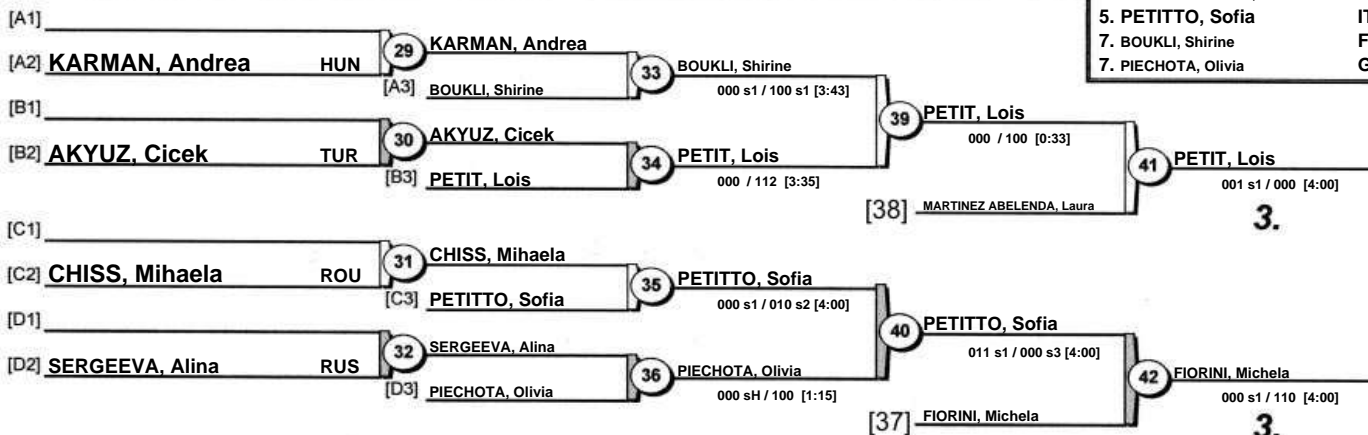 5. PETITTO, Sofia
7. BOUKLI, Shirine F
7. PIECHOTA, Olivia G
[A1]
[A2] KARMAN, Andrea HUN
29 KARMAN, Andrea
[A3] BOUKLI, Shirine
33 BOUKLI, Shirine
000 s1 / 100 s1 [3:43]
[B1]
[B2] AKYUZ, Cicek TUR
30 AKYUZ, Cicek
[B3] PETIT, Lois
34 PETIT, Lois
000 / 112 [3:35]
39 PETIT, Lois
000 / 100 [0:33]
[38] MARTINEZ ABELENDA, Laura
41 PETIT, Lois
001 s1 / 000 [4:00]
3.
[C1]
[C2] CHISS, Mihaela ROU
31 CHISS, Mihaela
[C3] PETITTO, Sofia
35 PETITTO, Sofia
000 s1 / 010 s2 [4:00]
[D1]
[D2] SERGEEVA, Alina RUS
32 SERGEEVA, Alina
[D3] PIECHOTA, Olivia
36 PIECHOTA, Olivia
000 sH / 100 [1:15]
40 PETITTO, Sofia
011 s1 / 000 s3 [4:00]
[37] FIORINI, Michela
42 FIORINI, Michela
000 s1 / 110 [4:00]
3.